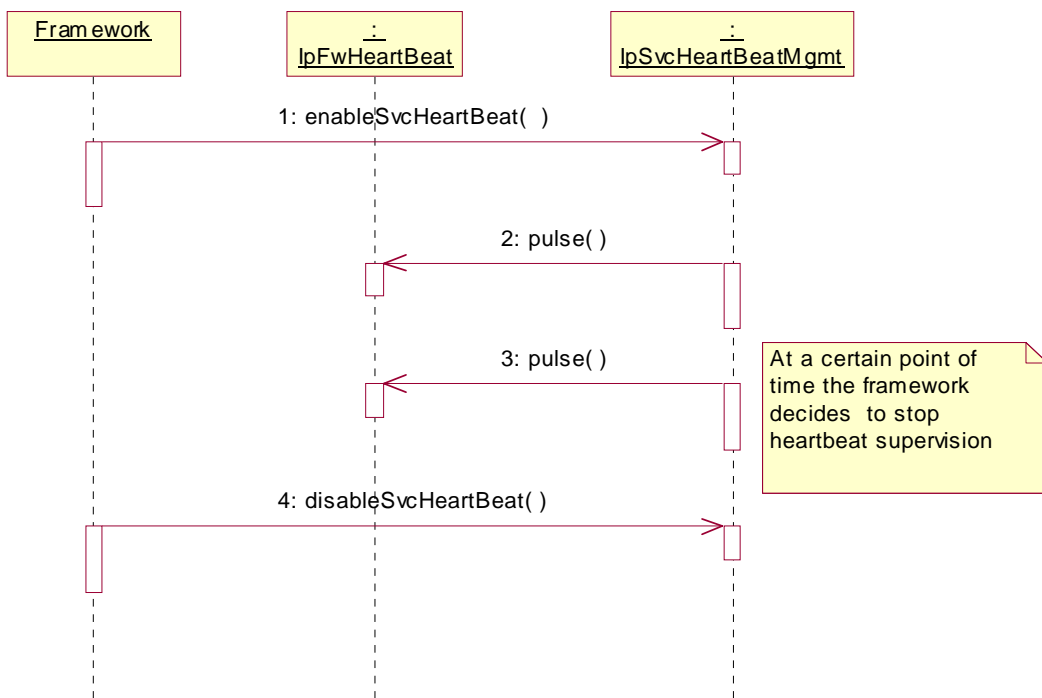 Framework
:
IpFwHeartBeat
:
IpSvcHeartBeatMgmt
1: enableSvcHeartBeat( )
2: pulse( )
3: pulse( )
At a certain point of
time the framework
decides to stop
heartbeat supervision
4: disableSvcHeartBeat( )